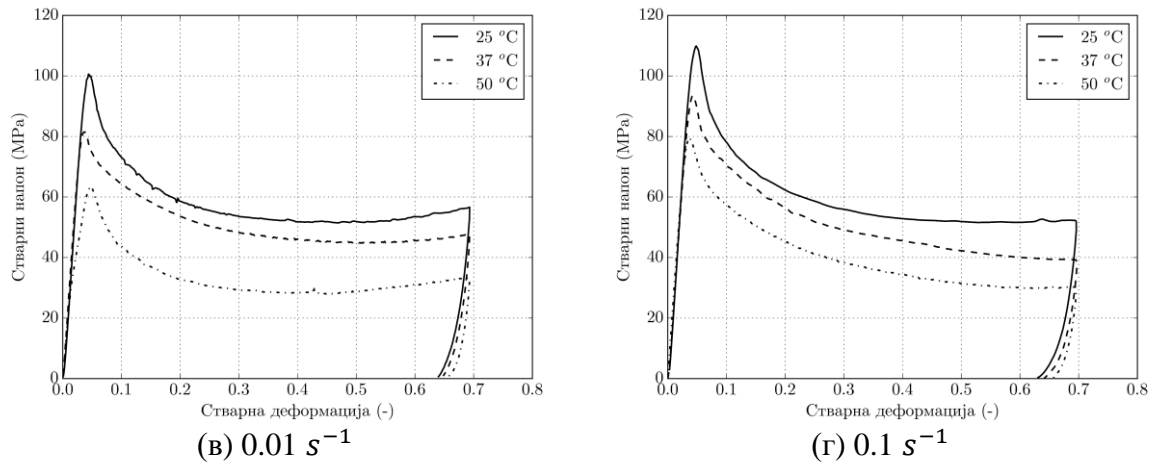 120
100
80
60
40
20
0
Стварни напон (MPa)
25 °C
37 °C
50 °C
0.0 0.1 0.2 0.3 0.4 0.5 0.6 0.7 0.8
Стварна деформација (-)
(в) 0.01 s⁻¹
120
100
80
60
40
20
0
Стварни напон (MPa)
25 °C
37 °C
50 °C
0.0 0.1 0.2 0.3 0.4 0.5 0.6 0.7 0.8
Стварна деформација (-)
(г) 0.1 s⁻¹